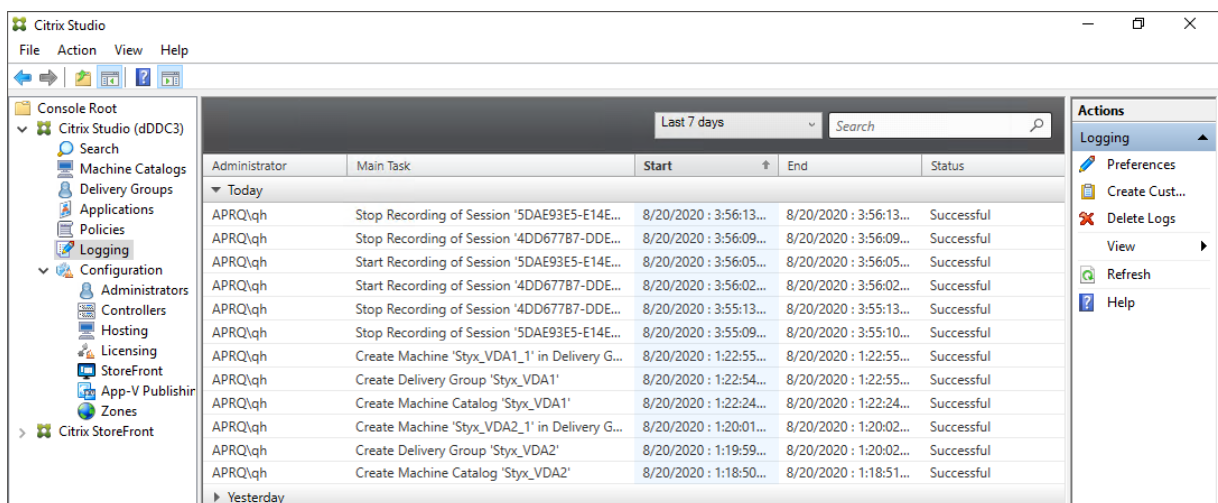 Citrix Studio
File Action View Help
Console Root
Citrix Studio (dDDC3)
Search
Machine Catalogs
Delivery Groups
Applications
Policies
Logging
Configuration
Administrators
Controllers
Hosting
Licensing
StoreFront
App-V Publishin
Zones
Citrix StoreFront
Last 7 days Search
Administrator Main Task Start End Status
Today
APRQ\qh Stop Recording of Session '5DAE93E5-E14E... 8/20/2020 : 3:56:13... 8/20/2020 : 3:56:13... Successful
APRQ\qh Stop Recording of Session '4DD677B7-DDE... 8/20/2020 : 3:56:09... 8/20/2020 : 3:56:09... Successful
APRQ\qh Start Recording of Session '5DAE93E5-E14E... 8/20/2020 : 3:56:05... 8/20/2020 : 3:56:05... Successful
APRQ\qh Start Recording of Session '4DD677B7-DDE... 8/20/2020 : 3:56:02... 8/20/2020 : 3:56:02... Successful
APRQ\qh Stop Recording of Session '4DD677B7-DDE... 8/20/2020 : 3:55:13... 8/20/2020 : 3:55:13... Successful
APRQ\qh Stop Recording of Session '5DAE93E5-E14E... 8/20/2020 : 3:55:09... 8/20/2020 : 3:55:10... Successful
APRQ\qh Create Machine 'Styx_VDA1_1' in Delivery G... 8/20/2020 : 1:22:55... 8/20/2020 : 1:22:55... Successful
APRQ\qh Create Delivery Group 'Styx_VDA1' 8/20/2020 : 1:22:54... 8/20/2020 : 1:22:55... Successful
APRQ\qh Create Machine Catalog 'Styx_VDA1' 8/20/2020 : 1:22:24... 8/20/2020 : 1:22:24... Successful
APRQ\qh Create Machine 'Styx_VDA2_1' in Delivery G... 8/20/2020 : 1:20:01... 8/20/2020 : 1:20:02... Successful
APRQ\qh Create Delivery Group 'Styx_VDA2' 8/20/2020 : 1:19:59... 8/20/2020 : 1:20:02... Successful
APRQ\qh Create Machine Catalog 'Styx_VDA2' 8/20/2020 : 1:18:50... 8/20/2020 : 1:18:51... Successful
Yesterday
Actions
Logging
Preferences
Create Cust...
Delete Logs
View
Refresh
Help